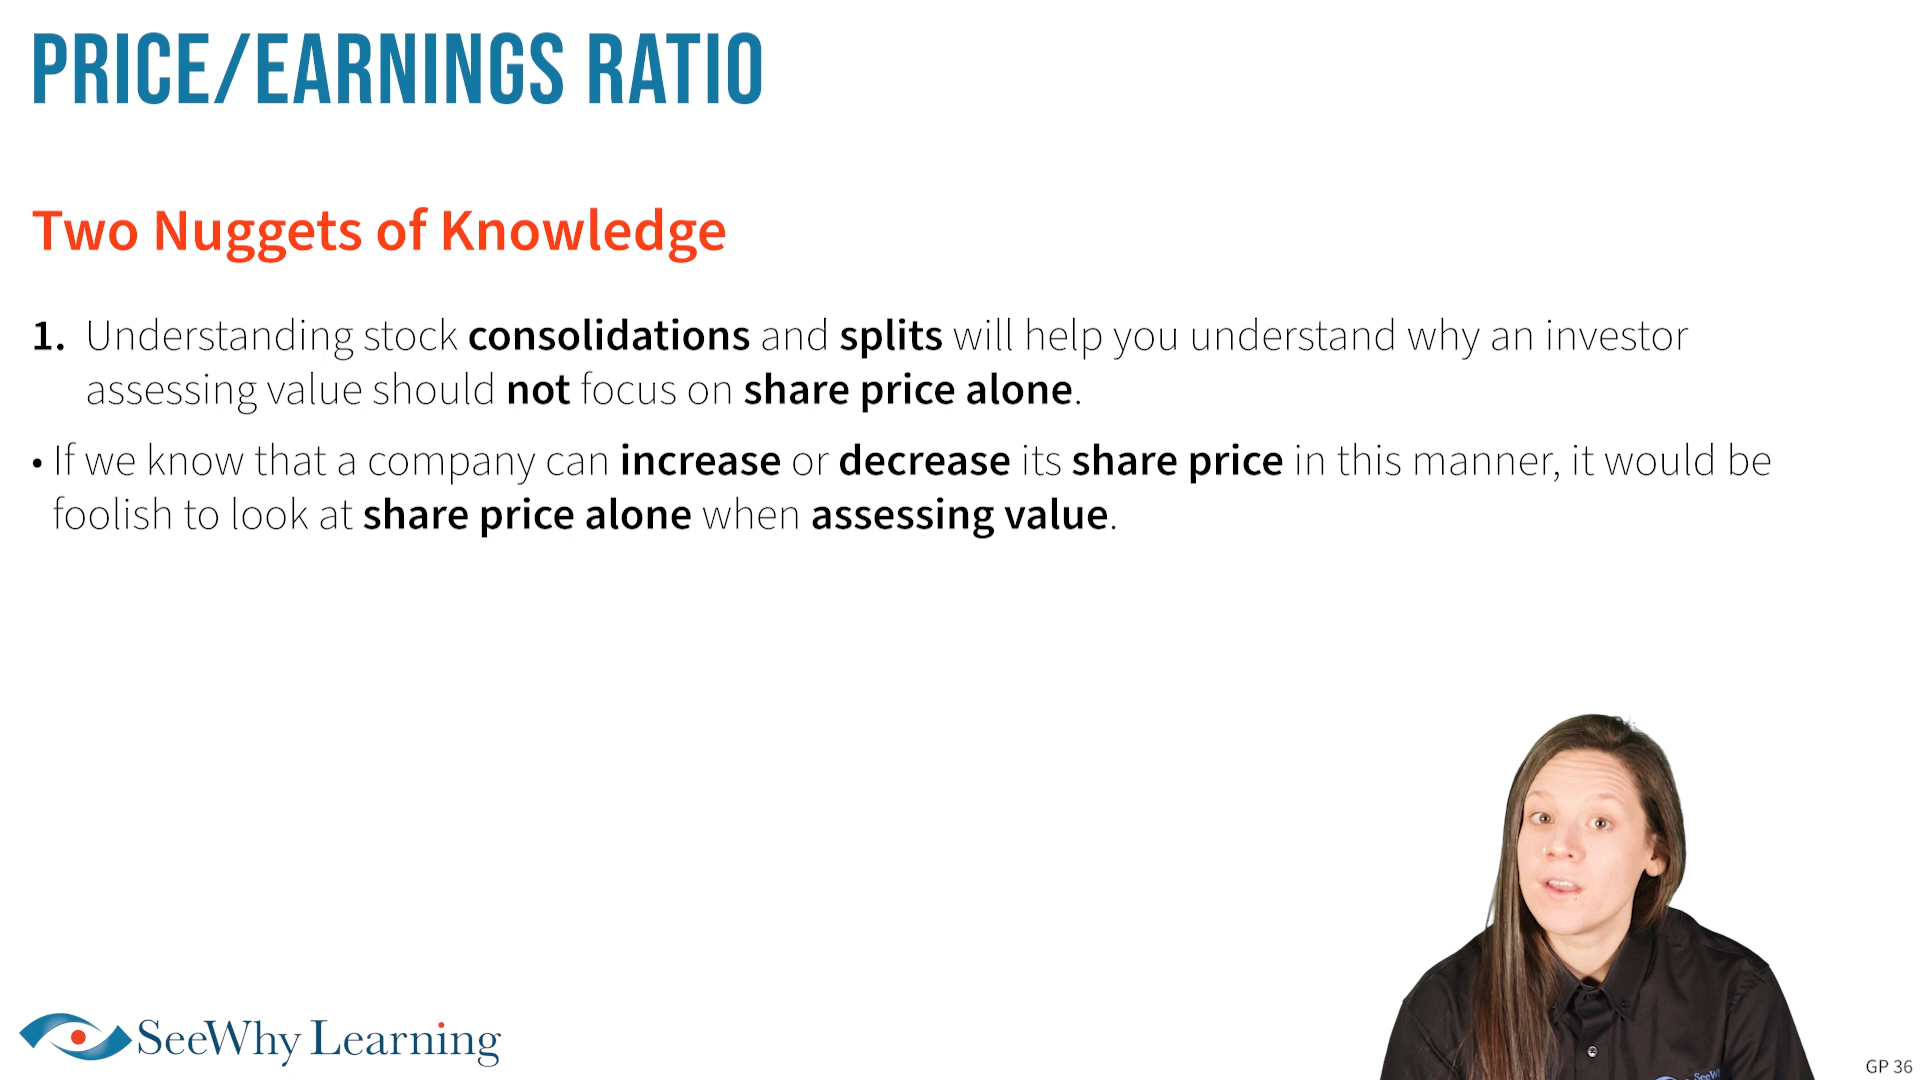 PRICE/EARNINGS RATIO
Two Nuggets of Knowledge
1. Understanding stock consolidations and splits will help you understand why an investor
assessing value should not focus on share price alone.
• If we know that a company can increase or decrease its share price in this manner, it would be
foolish to look at share price alone when assessing value.
SeeWhy Learning
GP 36